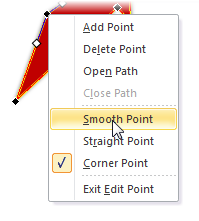 Add Point
Delete Point
Open Path
Close Path
Smooth Point
Straight Point
Corner Point
Exit Edit Point